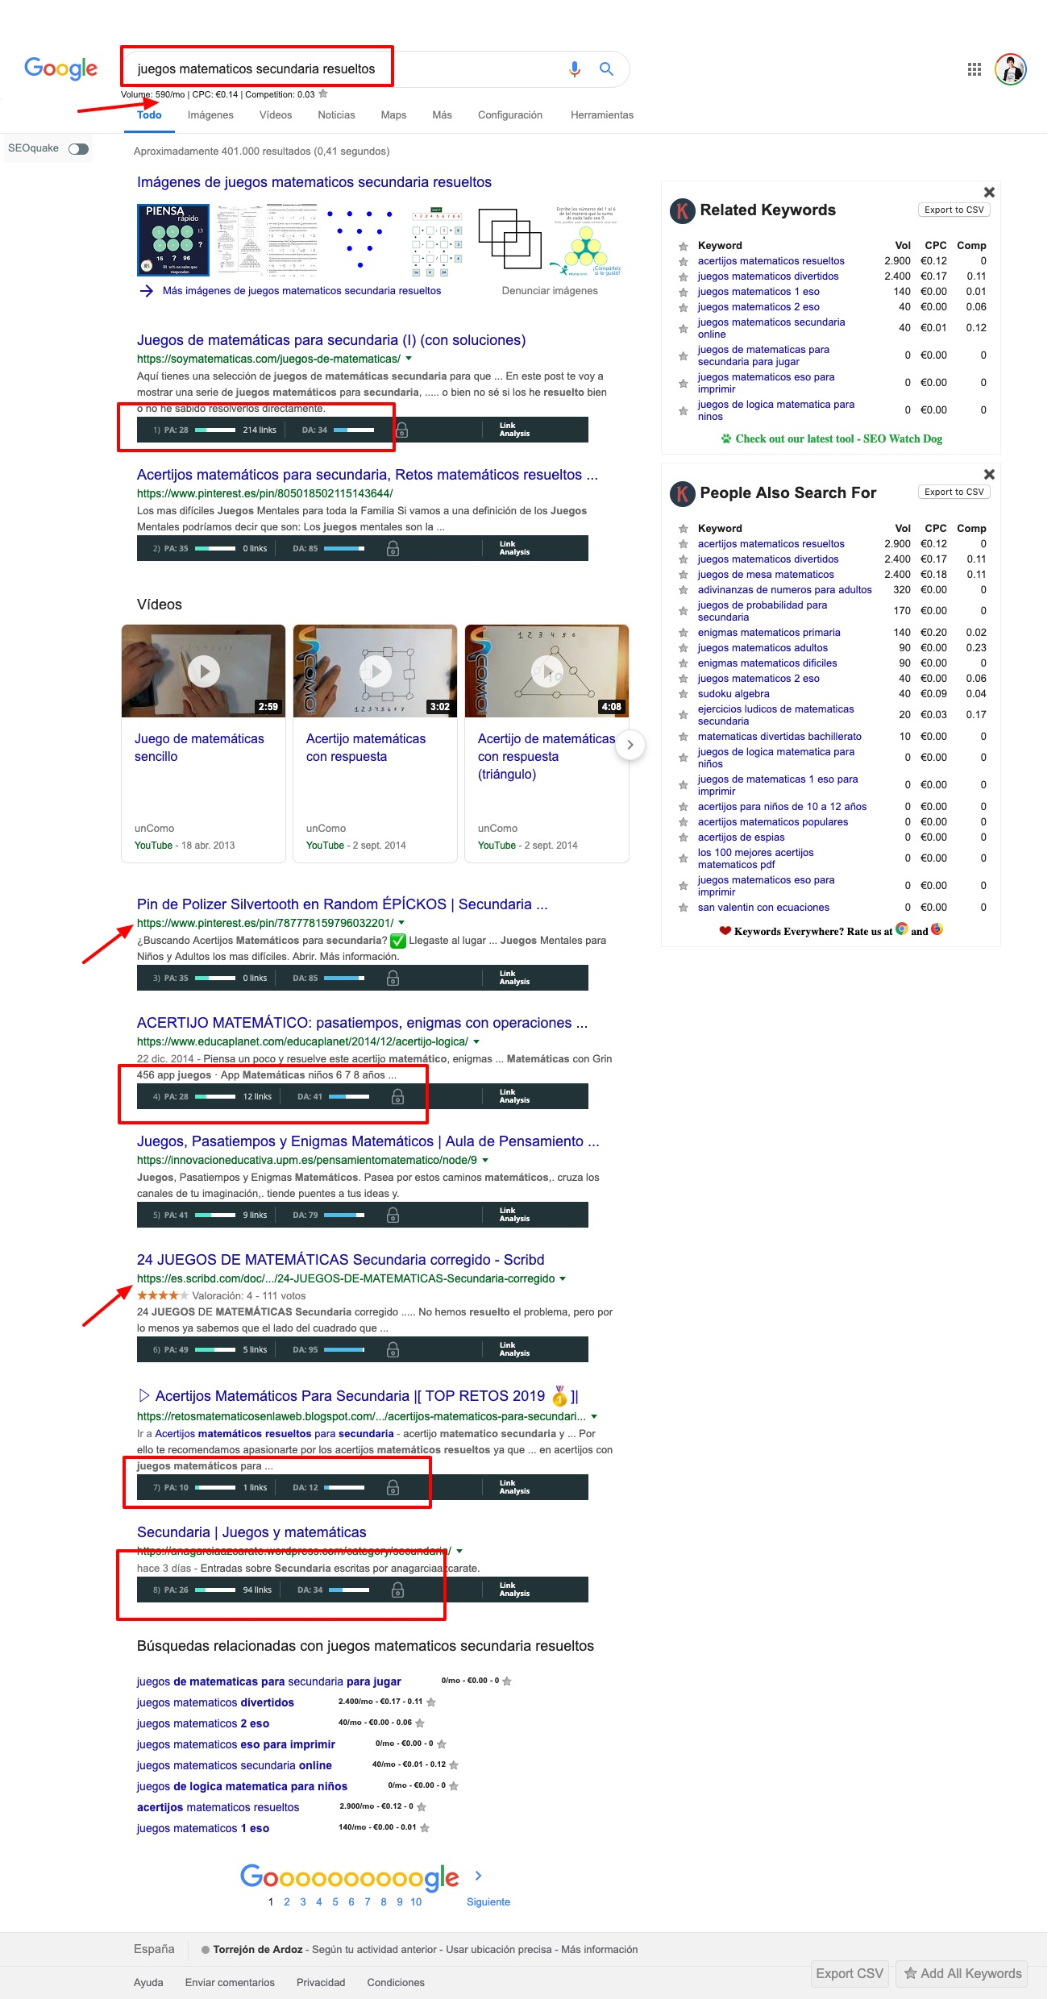 Google
juegos matematicos secundaria resueltos
Volume: 590/mo | CPC: €0.14 | Competition: 0.03
Todo Imágenes Vídeos Noticias Maps Más Configuración Herramientas
SEOquake
Aproximadamente 401.000 resultados (0,41 segundos)
Imágenes de juegos matematicos secundaria resueltos
PIENSA
rápido
Más imágenes de juegos matematicos secundaria resueltos
Denunciar imágenes
Juegos de matemáticas para secundaria (I) (con soluciones)
https://soymatematicas.com/juegos-de-matematicas/
Aquí tienes una selección de juegos de matemáticas secundaria para que ... En este post te voy a
mostrar una serie de juegos matemáticos para secundaria, ..... o bien no sé si los he resuelto bien
o no he sabido resolverlos directamente.
1) PA: 28 214 links DA: 34 Link Analysis
Acertijos matemáticos para secundaria, Retos matemáticos resueltos ...
https://www.pinterest.es/pin/805018502115143644/
Los mas difíciles Juegos Mentales para toda la Familia Si vamos a una definición de los Juegos
Mentales podríamos decir que son: Los juegos mentales son la ...
2) PA: 35 0 links DA: 85 Link Analysis
Vídeos
2:59
3:02
4:08
Juego de matemáticas
sencillo
unComo
YouTube - 18 abr. 2013
Acertijo matemáticas
con respuesta
unComo
YouTube - 2 sept. 2014
Acertijo de matemáticas
con respuesta
(triángulo)
unComo
YouTube - 2 sept. 2014
Pin de Polizer Silvertooth en Random ÉPÍCKOS | Secundaria ...
https://www.pinterest.es/pin/787778159796032201/
¿Buscando Acertijos Matemáticos para secundaria? ✅ Llegaste al lugar ... Juegos Mentales para
Niños y Adultos los mas difíciles. Abrir. Más información.
3) PA: 35 0 links DA: 85 Link Analysis
ACERTIJO MATEMÁTICO: pasatiempos, enigmas con operaciones ...
https://www.educaplanet.com/educaplanet/2014/12/acertijo-logica/
22 dic. 2014 - Piensa un poco y resuelve este acertijo matemático, enigmas ... Matemáticas con Grin
456 app juegos · App Matemáticas niños 6 7 8 años ...
4) PA: 28 12 links DA: 41 Link Analysis
Juegos, Pasatiempos y Enigmas Matemáticos | Aula de Pensamiento ...
https://innovacioneducativa.upm.es/pensamientomatematico/node/9
Juegos, Pasatiempos y Enigmas Matemáticos. Pasea por estos caminos matemáticos,. cruza los
canales de tu imaginación,. tiende puentes a tus ideas y.
5) PA: 41 9 links DA: 79 Link Analysis
24 JUEGOS DE MATEMÁTICAS Secundaria corregido - Scribd
https://es.scribd.com/doc/.../24-JUEGOS-DE-MATEMATICAS-Secundaria-corregido
Valoración: 4 - 111 votos
24 JUEGOS DE MATEMÁTICAS Secundaria corregido ..... No hemos resuelto el problema, pero por
lo menos ya sabemos que el lado del cuadrado que ...
6) PA: 49 5 links DA: 95 Link Analysis
▷ Acertijos Matemáticos Para Secundaria |[ TOP RETOS 2019 🏅]|
https://retosmatematicosenlaweb.blogspot.com/.../acertijos-matematicos-para-secundari...
Ir a Acertijos matemáticos resueltos para secundaria - acertijo matematico secundaria y ... Por
ello te recomendamos apasionarte por los acertijos matemáticos resueltos ya que ... en acertijos con
juegos matemáticos para ...
7) PA: 10 1 links DA: 12 Link Analysis
Secundaria | Juegos y matemáticas
https://anagarciaazcarate.wordpress.com/category/secundaria/
hace 3 días - Entradas sobre Secundaria escritas por anagarciaazcarate.
8) PA: 26 94 links DA: 34 Link Analysis
Búsquedas relacionadas con juegos matematicos secundaria resueltos
juegos de matematicas para secundaria para jugar 0/mo - €0.00 - 0
juegos matematicos divertidos 2.400/mo - €0.17 - 0.11
juegos matematicos 2 eso 40/mo - €0.00 - 0.06
juegos matematicos eso para imprimir 0/mo - €0.00 - 0
juegos matematicos secundaria online 40/mo - €0.01 - 0.12
juegos de logica matematica para niños 0/mo - €0.00 - 0
acertijos matematicos resueltos 2.900/mo - €0.12 - 0
juegos matematicos 1 eso 140/mo - €0.00 - 0.01
Goooooooooogle
1 2 3 4 5 6 7 8 9 10 Siguiente
Related Keywords
Export to CSV
Keyword Vol CPC Comp
acertijos matematicos resueltos 2.900 €0.12 0
juegos matematicos divertidos 2.400 €0.17 0.11
juegos matematicos 1 eso 140 €0.00 0.01
juegos matematicos 2 eso 40 €0.00 0.06
juegos matematicos secundaria
online 40 €0.01 0.12
juegos de matematicas para
secundaria para jugar 0 €0.00 0
juegos matematicos eso para
imprimir 0 €0.00 0
juegos de logica matematica para
ninos 0 €0.00 0
Check out our latest tool - SEO Watch Dog
People Also Search For
Export to CSV
Keyword Vol CPC Comp
acertijos matematicos resueltos 2.900 €0.12 0
juegos matematicos divertidos 2.400 €0.17 0.11
juegos de mesa matematicos 2.400 €0.18 0.11
adivinanzas de numeros para adultos 320 €0.00 0
juegos de probabilidad para
secundaria 170 €0.00 0
enigmas matematicos primaria 140 €0.20 0.02
juegos matematicos adultos 90 €0.00 0.23
enigmas matematicos dificiles 90 €0.00 0
juegos matematicos 2 eso 40 €0.00 0.06
sudoku algebra 40 €0.09 0.04
ejercicios ludicos de matematicas
secundaria 20 €0.03 0.17
matematicas divertidas bachillerato 10 €0.00 0
juegos de logica matematica para
niños 0 €0.00 0
juegos de matematicas 1 eso para
imprimir 0 €0.00 0
acertijos para niños de 10 a 12 años 0 €0.00 0
acertijos matematicos populares 0 €0.00 0
acertijos de espias 0 €0.00 0
los 100 mejores acertijos
matematicos pdf 0 €0.00 0
juegos matematicos eso para
imprimir 0 €0.00 0
san valentin con ecuaciones 0 €0.00 0
Keywords Everywhere? Rate us at and
España Torrejón de Ardoz - Según tu actividad anterior - Usar ubicación precisa - Más información
Ayuda Enviar comentarios Privacidad Condiciones
Export CSV Add All Keywords